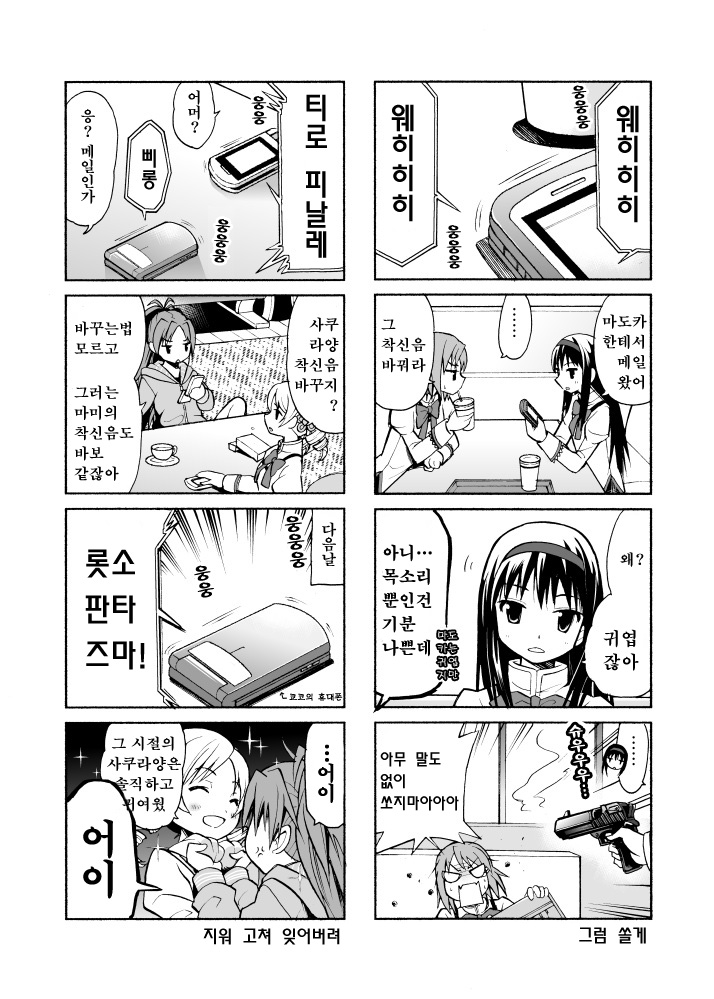 웨히히히
웅웅웅
웨히히히
웅웅웅
마도카
한테서
메일
왔어
……
그
착신음
바꿔라
왜?
귀엽
잖아
아니…
목소리
뿐인건
기분
나쁜데
마도
가는
귀엽
지만
…
슈우우우…
아무 말도
없이
쏘지마아아아
그럼 쏠게
티로 피날레
웅웅
어머?
삐롱
응? 메일인가
웅웅웅
사쿠
라양
착신음
바꾸지
?
바꾸는법
모르고
그러는
마미의
착신음도
바보
같잖아
다음날
웅웅웅
웅웅
롯소
판타
즈마!
쿄코의 휴대폰
…어이
그 시절의
사쿠라양은
솔직하고
귀여웠
어이
지워 고쳐 잊어버려